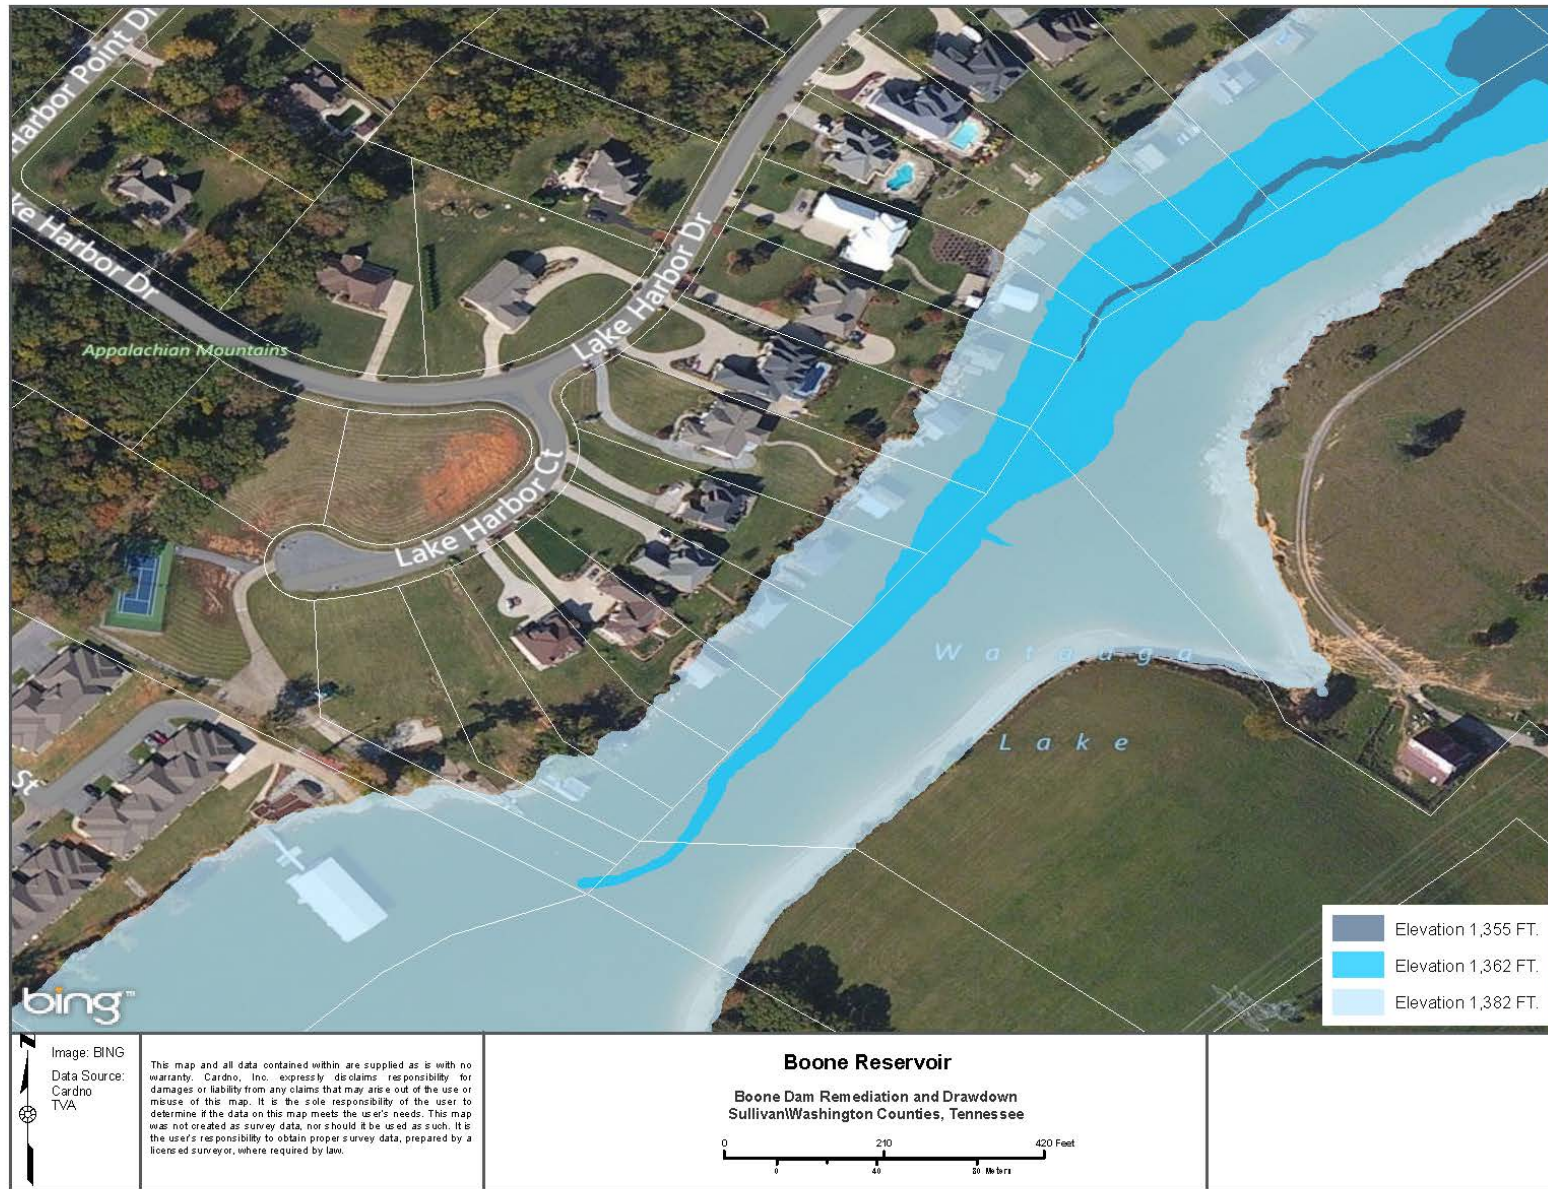 Harbor Point Dr
ke Harbor Dr
Appalachian Mountains
Lake Harbor Dr
Lake Harbor Dr
Lake Harbor Ct
St
Watauga
Lake
bing™
Elevation 1,355 FT.
Elevation 1,362 FT.
Elevation 1,382 FT.
N
Image: BING
Data Source:
Cardno
TVA
This map and all data contained within are supplied as is with no
warranty. Cardno, Inc. expressly disclaims responsibility for
damages or liability from any claims that may arise out of the use or
misuse of this map. It is the sole responsibility of the user to
determine if the data on this map meets the user's needs. This map
was not created as survey data, nor should it be used as such. It is
the user's responsibility to obtain proper survey data, prepared by a
licensed surveyor, where required by law.
Boone Reservoir
Boone Dam Remediation and Drawdown
Sullivan\Washington Counties, Tennessee
0 210 420 Feet
0 40 80 Meters